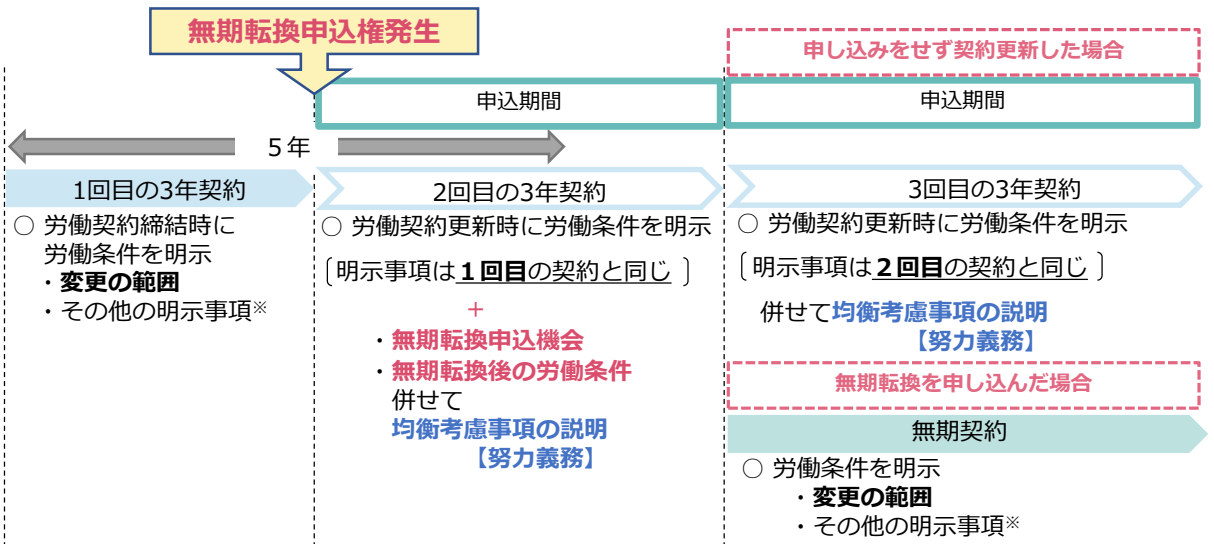 無期転換申込権発生
申し込みをせず契約更新した場合
申込期間
申込期間
5年
1回目の3年契約
○ 労働契約締結時に
労働条件を明示
・変更の範囲
・その他の明示事項※
2回目の3年契約
○ 労働契約更新時に労働条件を明示
〔明示事項は１回目の契約と同じ〕
＋
・無期転換申込機会
・無期転換後の労働条件
併せて
均衡考慮事項の説明
【努力義務】
3回目の3年契約
○ 労働契約更新時に労働条件を明示
〔明示事項は２回目の契約と同じ〕
併せて均衡考慮事項の説明
【努力義務】
無期転換を申し込んだ場合
無期契約
○ 労働条件を明示
・変更の範囲
・その他の明示事項※